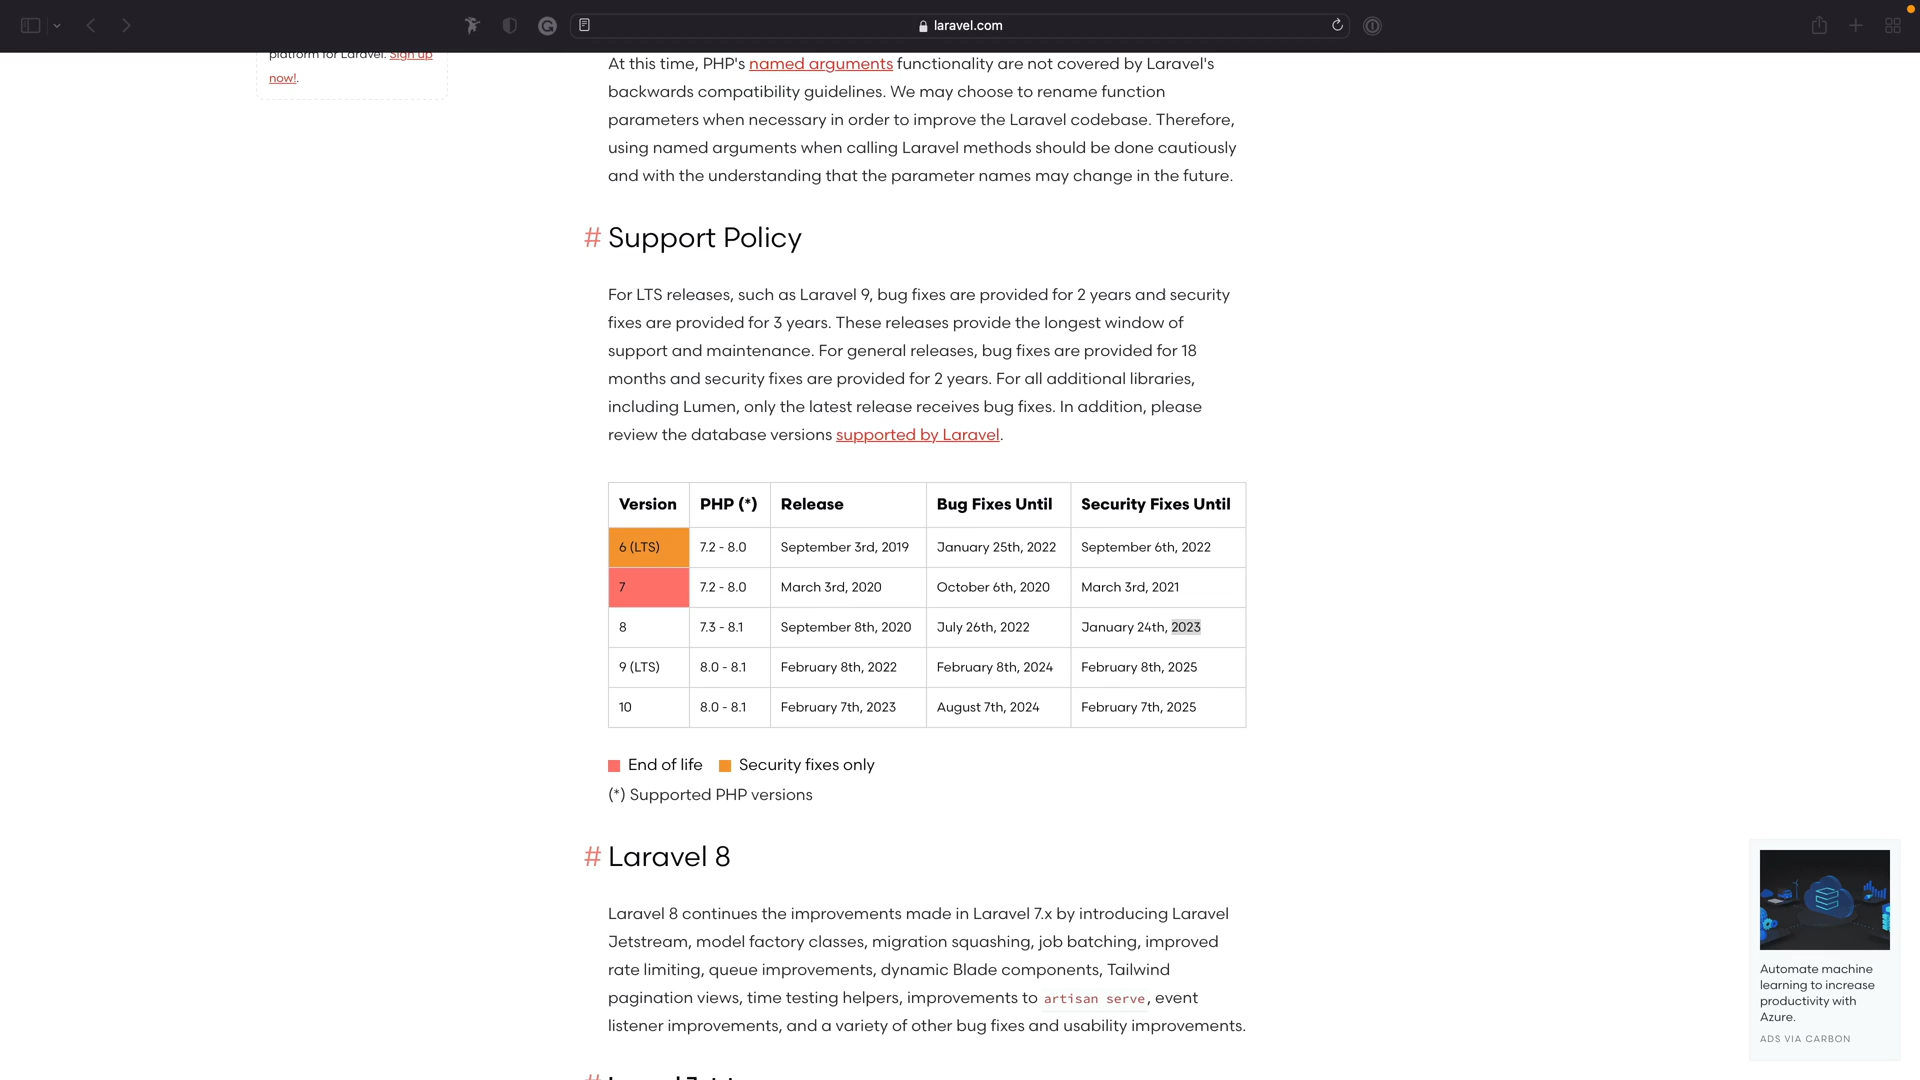 laravel.com
platform for Laravel. Sign up
now!.
At this time, PHP's named arguments functionality are not covered by Laravel's
backwards compatibility guidelines. We may choose to rename function
parameters when necessary in order to improve the Laravel codebase. Therefore,
using named arguments when calling Laravel methods should be done cautiously
and with the understanding that the parameter names may change in the future.
# Support Policy
For LTS releases, such as Laravel 9, bug fixes are provided for 2 years and security
fixes are provided for 3 years. These releases provide the longest window of
support and maintenance. For general releases, bug fixes are provided for 18
months and security fixes are provided for 2 years. For all additional libraries,
including Lumen, only the latest release receives bug fixes. In addition, please
review the database versions supported by Laravel.
Version PHP (*) Release Bug Fixes Until Security Fixes Until
6 (LTS) 7.2 - 8.0 September 3rd, 2019 January 25th, 2022 September 6th, 2022
7 7.2 - 8.0 March 3rd, 2020 October 6th, 2020 March 3rd, 2021
8 7.3 - 8.1 September 8th, 2020 July 26th, 2022 January 24th, 2023
9 (LTS) 8.0 - 8.1 February 8th, 2022 February 8th, 2024 February 8th, 2025
10 8.0 - 8.1 February 7th, 2023 August 7th, 2024 February 7th, 2025
End of life Security fixes only
(*) Supported PHP versions
# Laravel 8
Laravel 8 continues the improvements made in Laravel 7.x by introducing Laravel
Jetstream, model factory classes, migration squashing, job batching, improved
rate limiting, queue improvements, dynamic Blade components, Tailwind
pagination views, time testing helpers, improvements to artisan serve, event
listener improvements, and a variety of other bug fixes and usability improvements.
Automate machine
learning to increase
productivity with
Azure.
ADS VIA CARBON